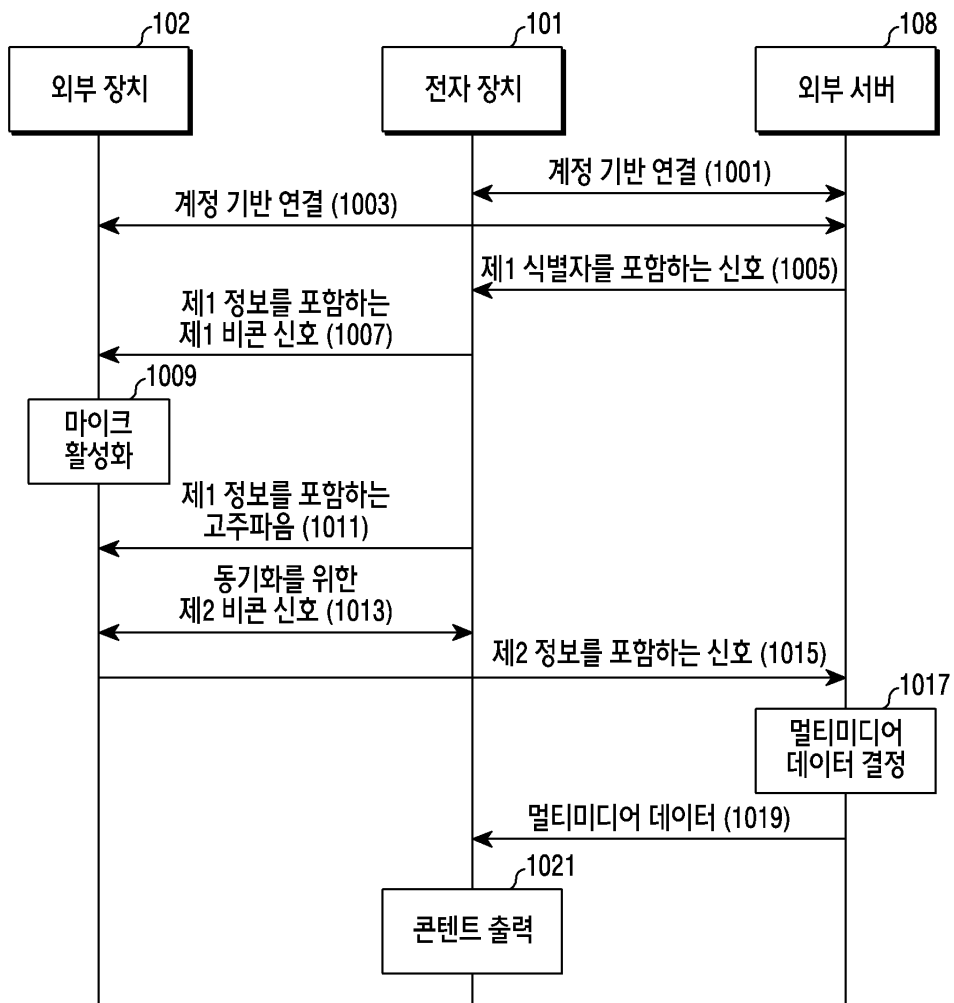 102
101
108
외부 장치
전자 장치
외부 서버
계정 기반 연결 (1001)
계정 기반 연결 (1003)
제1 식별자를 포함하는 신호 (1005)
제1 정보를 포함하는
제1 비콘 신호 (1007)
1009
마이크
활성화
제1 정보를 포함하는
고주파음 (1011)
동기화를 위한
제2 비콘 신호 (1013)
제2 정보를 포함하는 신호 (1015)
1017
멀티미디어
데이터 결정
멀티미디어 데이터 (1019)
1021
콘텐트 출력